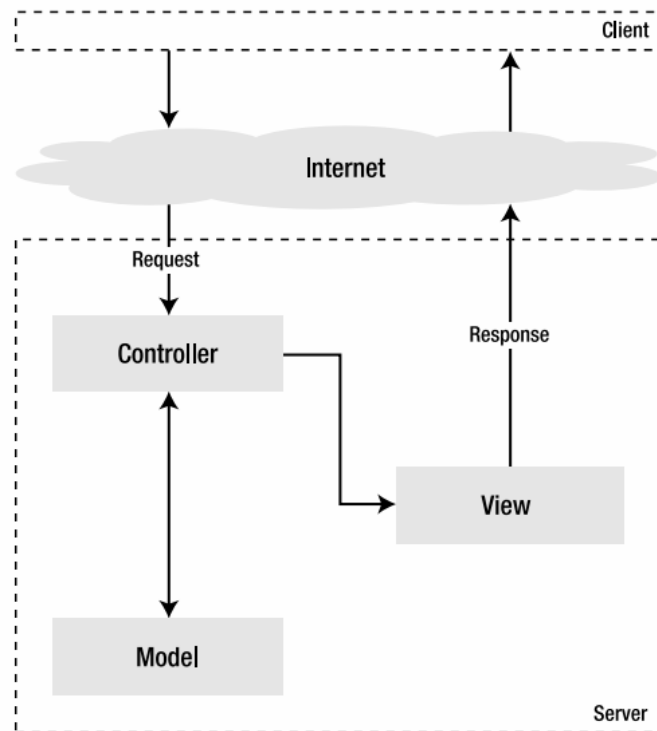 Client
Internet
Request
Controller
Response
View
Model
Server